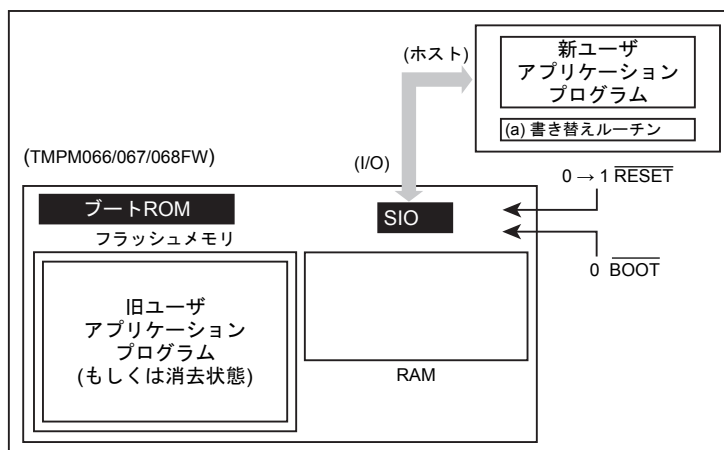 (ホスト)
新ユーザ
アプリケーション
プログラム
(a) 書き替えルーチン
(TMPM066/067/068FW)
(I/O)
0 → 1 RESET
ブートROM
SIO
フラッシュメモリ
0 BOOT
旧ユーザ
アプリケーション
プログラム
(もしくは消去状態)
RAM